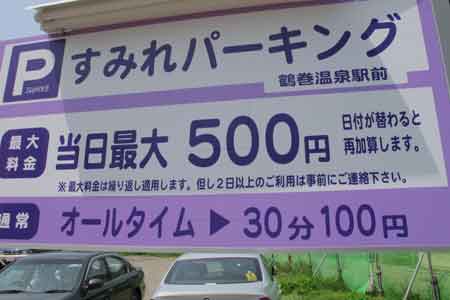 P すみれパーキング
鶴巻温泉駅前
最大料金 当日最大 500円 日付が替わると
再加算します。
※最大料金は繰り返し適用します。但し2日以上のご利用は事前にご連絡下さい。
通常 オールタイム ▶ 30分100円